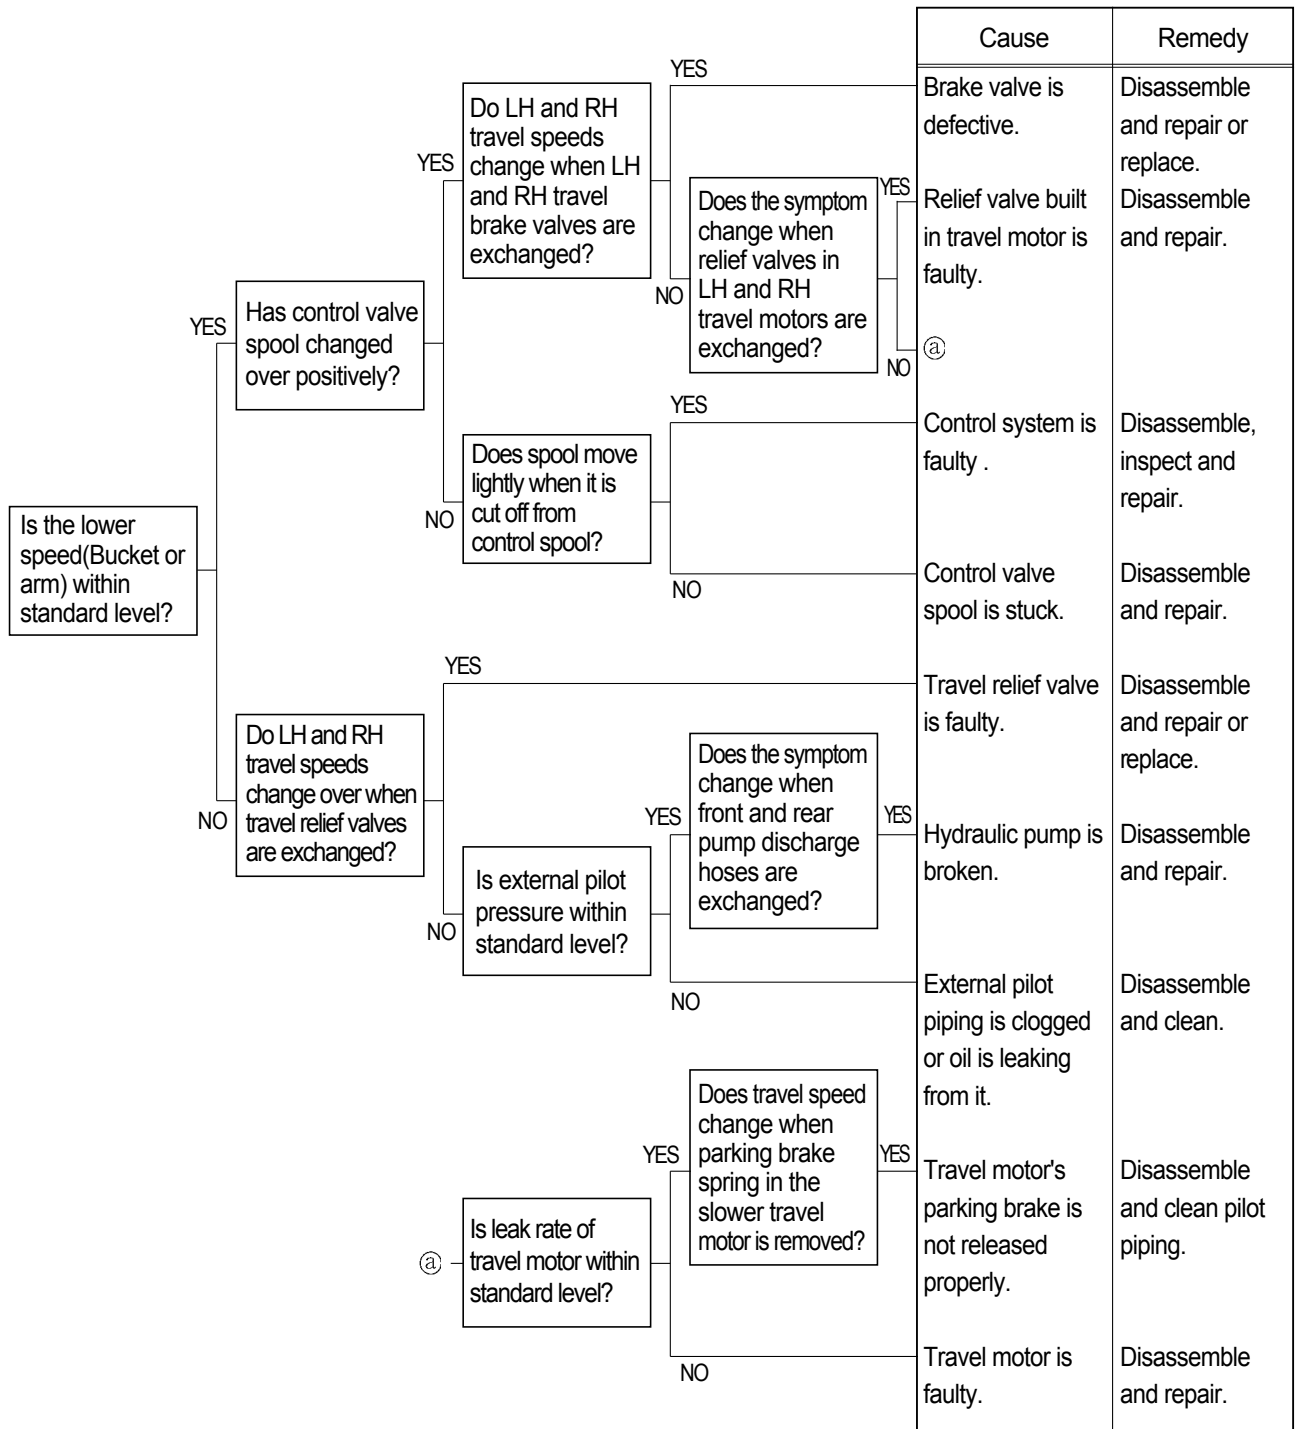 Cause
Remedy
YES
Brake valve is
defective.
Disassemble
and repair or
replace.
Do LH and RH
travel speeds
change when LH
and RH travel
brake valves are
exchanged?
YES
Does the symptom
change when
relief valves in
LH and RH
travel motors are
exchanged?
YES
Relief valve built
in travel motor is
faulty.
Disassemble
and repair.
NO
NO
ⓐ
YES
Has control valve
spool changed
over positively?
YES
Control system is
faulty .
Disassemble,
inspect and
repair.
Does spool move
lightly when it is
cut off from
control spool?
NO
NO
Control valve
spool is stuck.
Disassemble
and repair.
Is the lower
speed(Bucket or
arm) within
standard level?
YES
Travel relief valve
is faulty.
Disassemble
and repair or
replace.
Do LH and RH
travel speeds
change over when
travel relief valves
are exchanged?
NO
Does the symptom
change when
front and rear
pump discharge
hoses are
exchanged?
YES
YES
Hydraulic pump is
broken.
Disassemble
and repair.
Is external pilot
pressure within
standard level?
NO
NO
External pilot
piping is clogged
or oil is leaking
from it.
Disassemble
and clean.
Does travel speed
change when
parking brake
spring in the
slower travel
motor is removed?
YES
YES
Travel motor's
parking brake is
not released
properly.
Disassemble
and clean pilot
piping.
ⓐ
Is leak rate of
travel motor within
standard level?
NO
Travel motor is
faulty.
Disassemble
and repair.